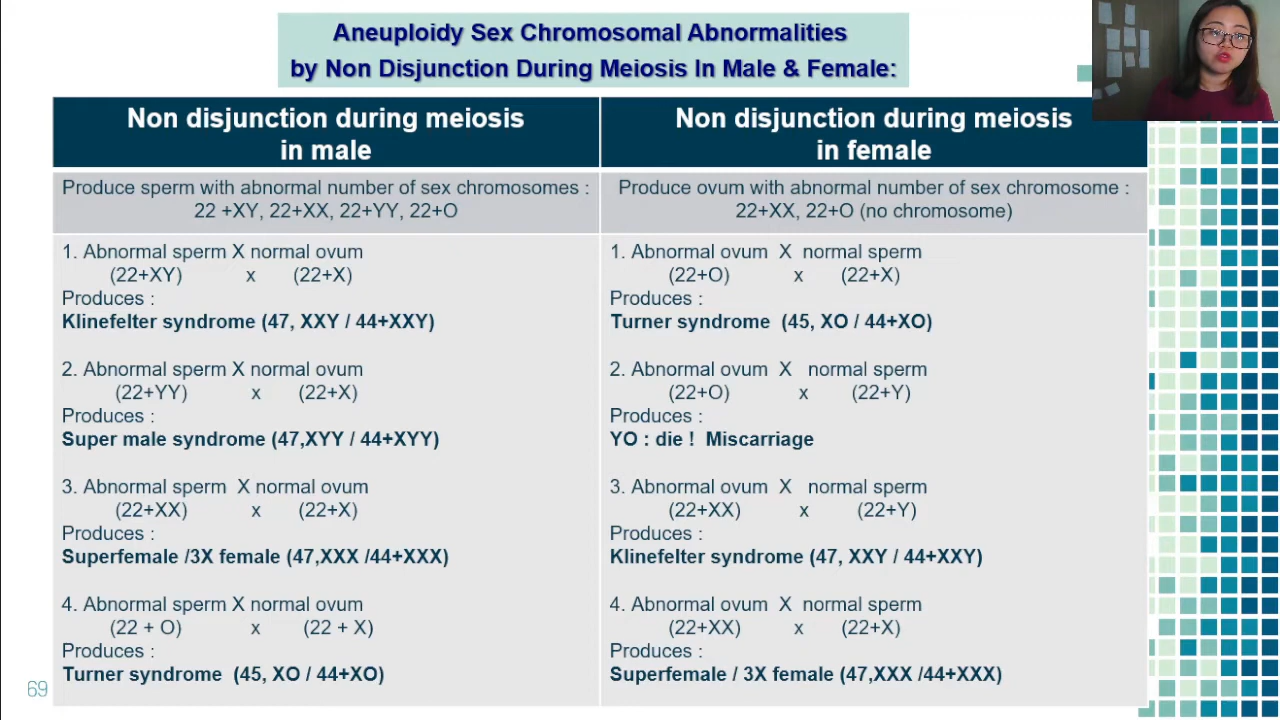 Aneuploidy Sex Chromosomal Abnormalities
by Non Disjunction During Meiosis In Male & Female:
Non disjunction during meiosis
in male
Produce sperm with abnormal number of sex chromosomes :
22 +XY, 22+XX, 22+YY, 22+O
1. Abnormal sperm X normal ovum
(22+XY) x (22+X)
Produces :
Klinefelter syndrome (47, XXY / 44+XXY)
2. Abnormal sperm X normal ovum
(22+YY) x (22+X)
Produces :
Super male syndrome (47,XYY / 44+XYY)
3. Abnormal sperm X normal ovum
(22+XX) x (22+X)
Produces :
Superfemale /3X female (47,XXX /44+XXX)
4. Abnormal sperm X normal ovum
(22 + O) x (22 + X)
Produces :
Turner syndrome (45, XO / 44+XO)
Non disjunction during meiosis
in female
Produce ovum with abnormal number of sex chromosome :
22+XX, 22+O (no chromosome)
1. Abnormal ovum X normal sperm
(22+O) x (22+X)
Produces :
Turner syndrome (45, XO / 44+XO)
2. Abnormal ovum X normal sperm
(22+O) x (22+Y)
Produces :
YO : die ! Miscarriage
3. Abnormal ovum X normal sperm
(22+XX) x (22+Y)
Produces :
Klinefelter syndrome (47, XXY / 44+XXY)
4. Abnormal ovum X normal sperm
(22+XX) x (22+X)
Produces :
Superfemale / 3X female (47,XXX /44+XXX)
69